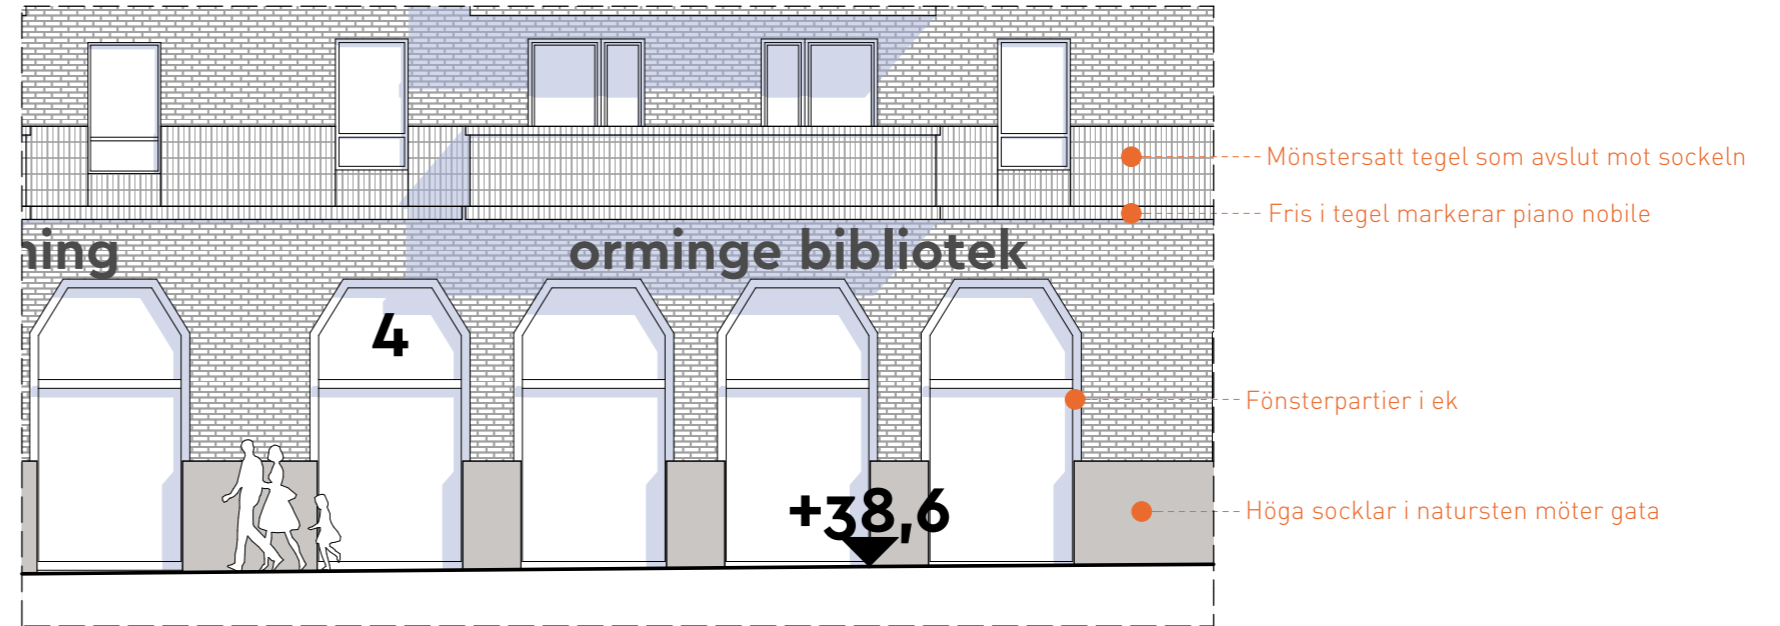 Mönstersatt tegel som avslut mot sockeln
Fris i tegel markerar piano nobile
ning orminge bibliotek
4
Fönsterpartier i ek
+38,6
Höga socklar i natursten möter gata